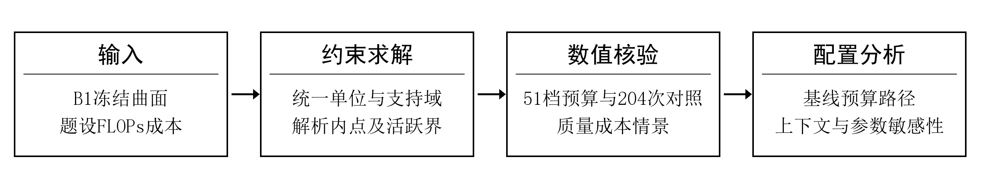 输入
B1冻结曲面
题设FLOPs成本
约束求解
统一单位与支持域
解析内点及活跃界
数值核验
51档预算与204次对照
质量成本情景
配置分析
基线预算路径
上下文与参数敏感性